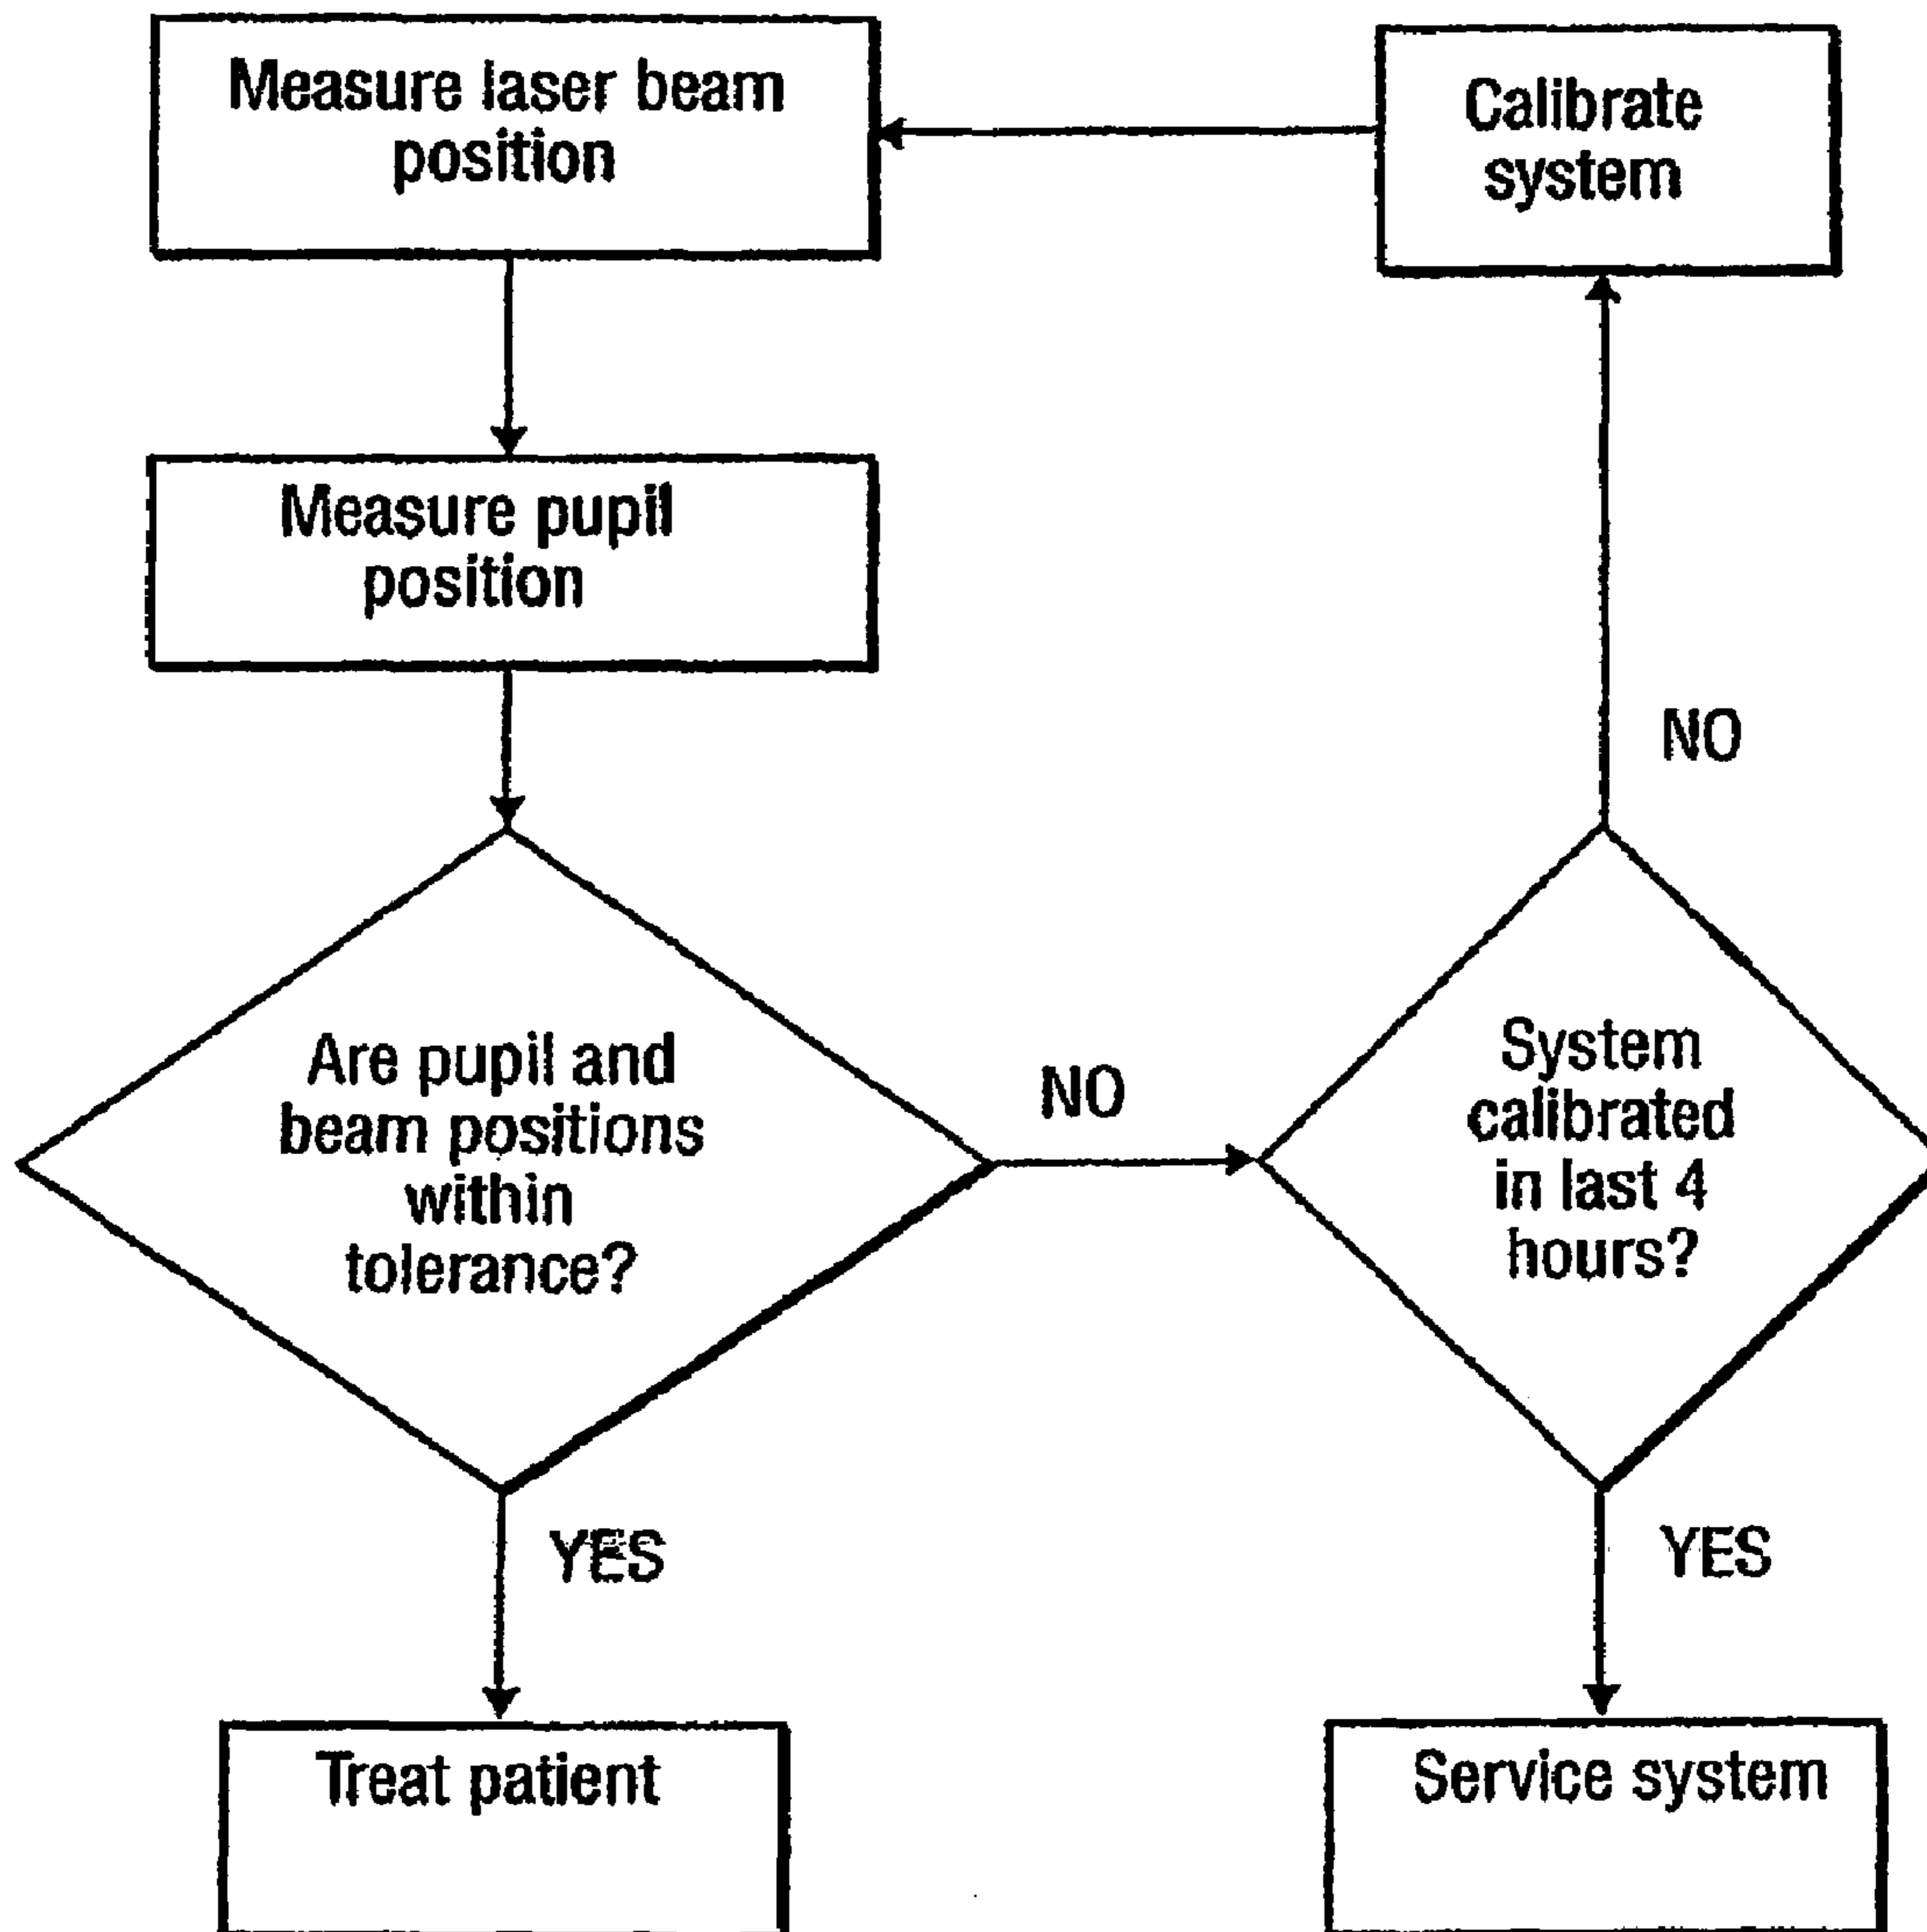 Measure laser beam
position
Calibrate
system
Measure pupil
position
NO
Are pupil and
beam positions
within
tolerance?
NO
System
calibrated
in last 4
hours?
YES
YES
Treat patient
Service system